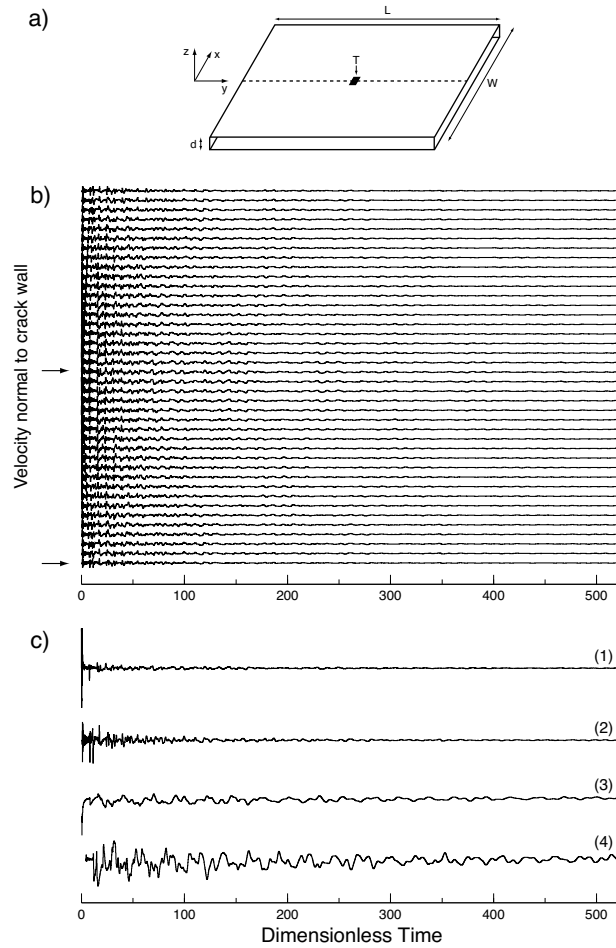 a)
L
T
z
x
y
W
d
b)
Velocity normal to crack wall
0 100 200 300 400 500
c)
(1)
(2)
(3)
(4)
0 100 200 300 400 500
Dimensionless Time